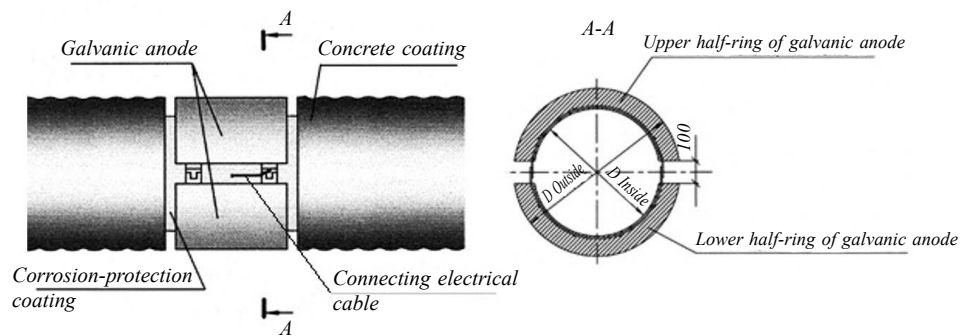 A
Galvanic anode
Concrete coating
Corrosion-protection
coating
Connecting electrical
cable
A
A-A
Upper half-ring of galvanic anode
100
D Outside
D Inside
Lower half-ring of galvanic anode